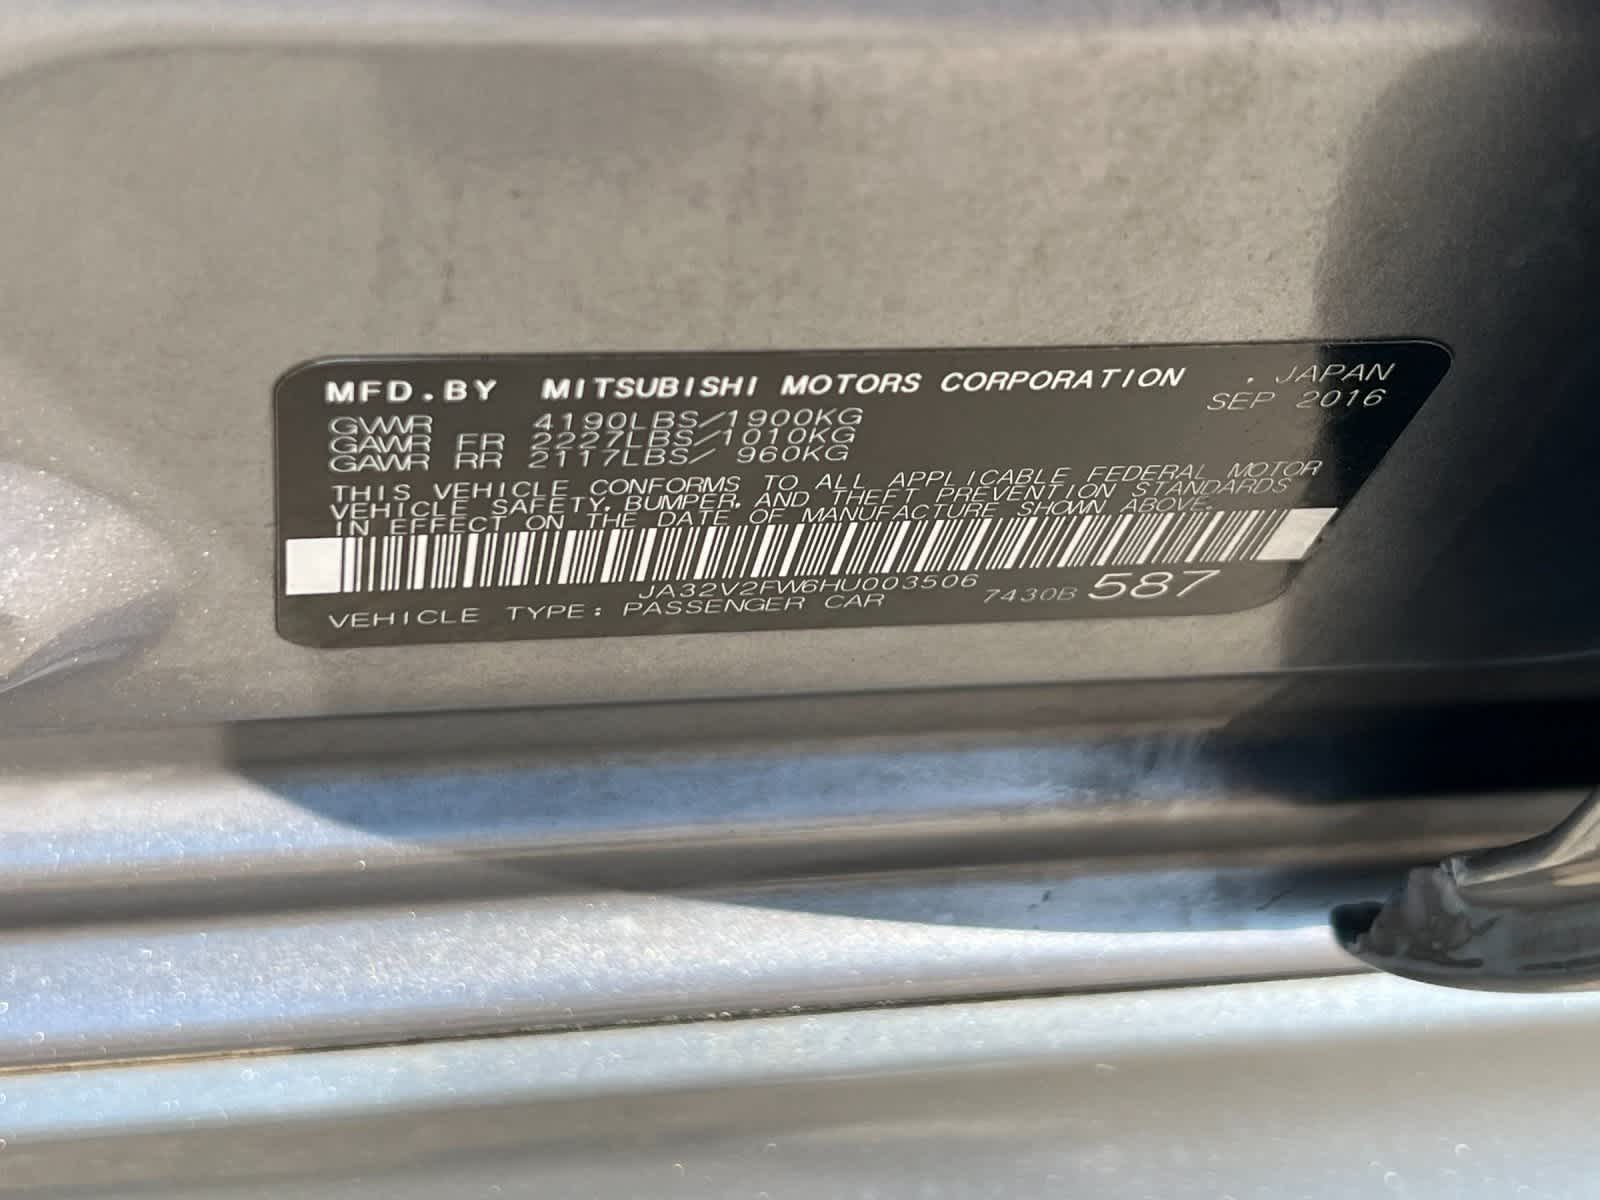 MFD.BY MITSUBISHI MOTORS CORPORATION . JAPAN
SEP 2016
GVWR 4190LBS/1900KG
GAWR FR 2227LBS/1010KG
GAWR RR 2117LBS/ 960KG
THIS VEHICLE CONFORMS TO ALL APPLICABLE FEDERAL MOTOR
VEHICLE SAFETY, BUMPER, AND THEFT PREVENTION STANDARDS
IN EFFECT ON THE DATE OF MANUFACTURE SHOWN ABOVE.
JA32V2FW6HU003506
VEHICLE TYPE: PASSENGER CAR 7430B 587